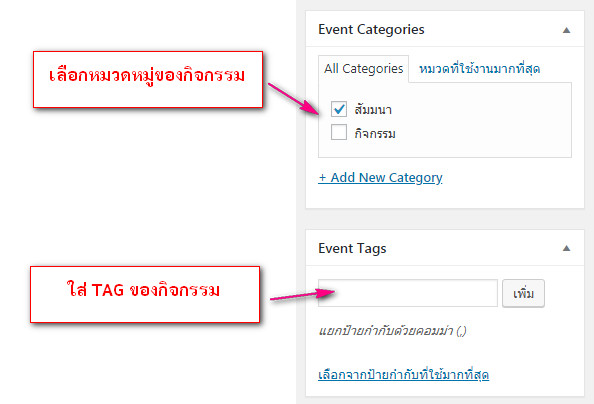 Event Categories
เลือกหมวดหมู่ของกิจกรรม
All Categories
หมวดที่ใช้งานมากที่สุด
สัมมนา
กิจกรรม
+ Add New Category
Event Tags
ใส่ TAG ของกิจกรรม
เพิ่ม
แยกป้ายกำกับด้วยคอมม่า (,)
เลือกจากป้ายกำกับที่ใช้มากที่สุด